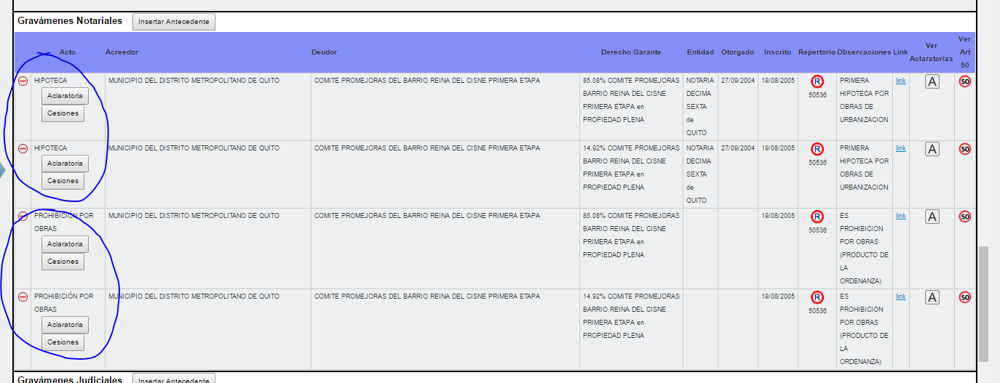 Gravámenes Notariales Insertar Antecedente
Acto Acreedor Deudor Derecho Garante Entidad Otorgado Inscrito Repertorio Observaciones Link Ver Aclaratorias Ver Art 50
HIPOTECA
Aclaratoria
Cesiones
MUNICIPIO DEL DISTRITO METROPOLITANO DE QUITO
COMITE PROMEJORAS DEL BARRIO REINA DEL CISNE PRIMERA ETAPA
85.08% COMITE PROMEJORAS
BARRIO REINA DEL CISNE
PRIMERA ETAPA en
PROPIEDAD PLENA
NOTARIA
DECIMA
SEXTA
de
QUITO
27/09/2004
19/08/2005
R
50536
PRIMERA
HIPOTECA POR
OBRAS DE
URBANIZACION
link
A
50
HIPOTECA
Aclaratoria
Cesiones
MUNICIPIO DEL DISTRITO METROPOLITANO DE QUITO
COMITE PROMEJORAS DEL BARRIO REINA DEL CISNE PRIMERA ETAPA
14.92% COMITE PROMEJORAS
BARRIO REINA DEL CISNE
PRIMERA ETAPA en
PROPIEDAD PLENA
NOTARIA
DECIMA
SEXTA
de
QUITO
27/09/2004
19/08/2005
R
50536
PRIMERA
HIPOTECA POR
OBRAS DE
URBANIZACION
link
A
50
PROHIBICIÓN POR
OBRAS
Aclaratoria
Cesiones
MUNICIPIO DEL DISTRITO METROPOLITANO DE QUITO
COMITE PROMEJORAS DEL BARRIO REINA DEL CISNE PRIMERA ETAPA
85.08% COMITE PROMEJORAS
BARRIO REINA DEL CISNE
PRIMERA ETAPA en
PROPIEDAD PLENA
19/08/2005
R
50536
ES
PROHIBICION
POR OBRAS
(PRODUCTO DE
LA
ORDENANZA)
link
A
50
PROHIBICIÓN POR
OBRAS
Aclaratoria
Cesiones
MUNICIPIO DEL DISTRITO METROPOLITANO DE QUITO
COMITE PROMEJORAS DEL BARRIO REINA DEL CISNE PRIMERA ETAPA
14.92% COMITE PROMEJORAS
BARRIO REINA DEL CISNE
PRIMERA ETAPA en
PROPIEDAD PLENA
19/08/2005
R
50536
ES
PROHIBICION
POR OBRAS
(PRODUCTO DE
LA
ORDENANZA)
link
A
50
Gravámenes Judiciales Insertar Antecedente